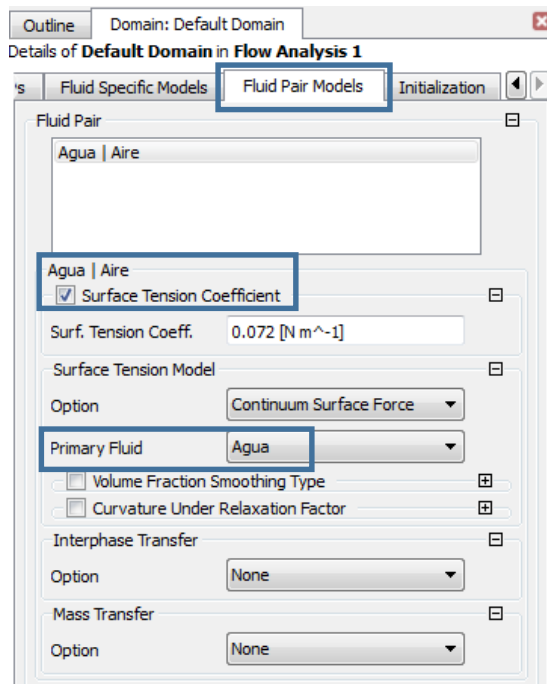 Outline Domain: Default Domain
Details of Default Domain in Flow Analysis 1
s Fluid Specific Models Fluid Pair Models Initialization
Fluid Pair
Agua | Aire
Agua | Aire
Surface Tension Coefficient
Surf. Tension Coeff. 0.072 [N m^-1]
Surface Tension Model
Option Continuum Surface Force
Primary Fluid Agua
Volume Fraction Smoothing Type
Curvature Under Relaxation Factor
Interphase Transfer
Option None
Mass Transfer
Option None